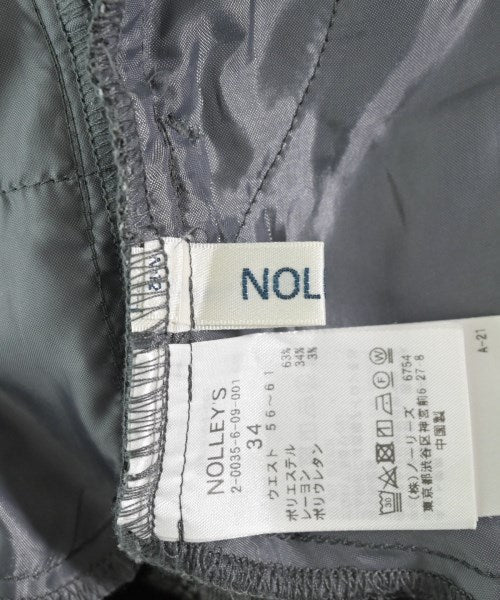 NOL
NOLLEY'S
2-0035-6-09-001
34
ウエスト 56～61
ポリエステル 63%
レーヨン 34%
ポリウレタン 3%
(株)ノーリーズ 6754
東京都渋谷区神宮前6 27 8
中国製
A-21